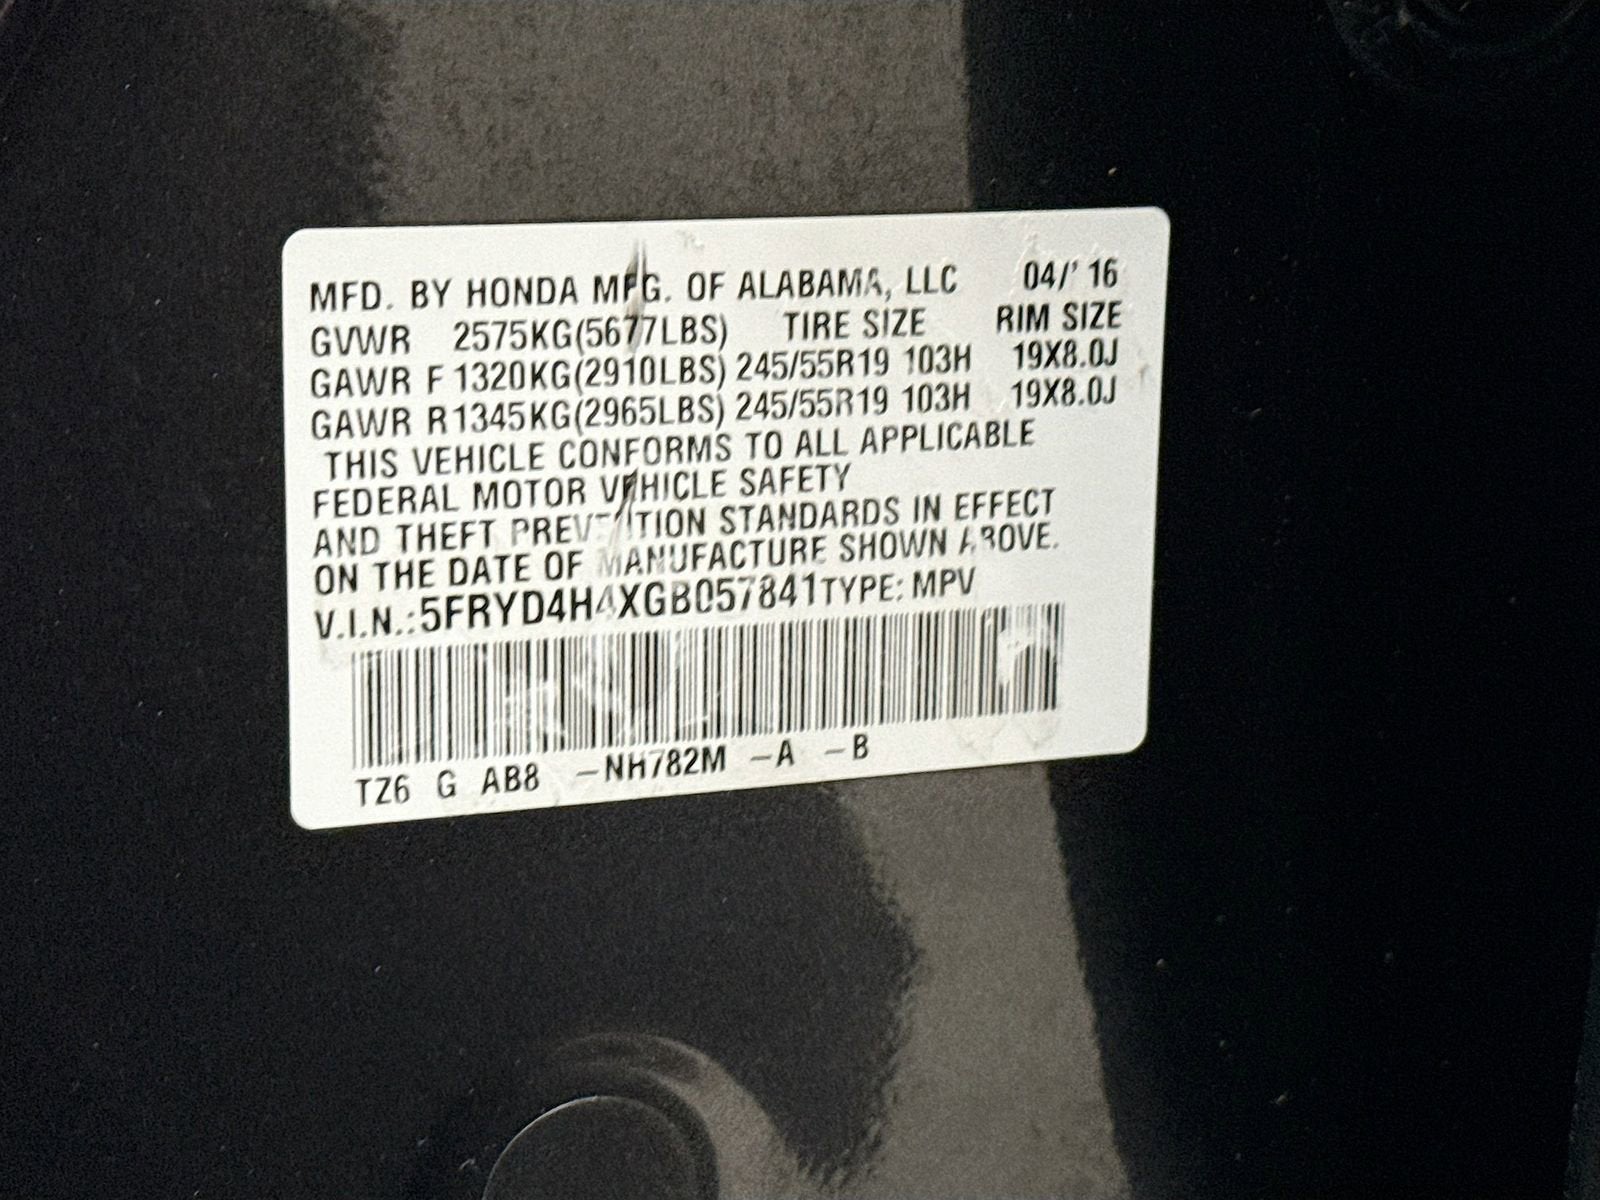 MFD. BY HONDA MFG. OF ALABAMA, LLC 04/' 16
GVWR 2575KG(5677LBS) TIRE SIZE RIM SIZE
GAWR F 1320KG(2910LBS) 245/55R19 103H 19X8.0J
GAWR R 1345KG(2965LBS) 245/55R19 103H 19X8.0J
THIS VEHICLE CONFORMS TO ALL APPLICABLE
FEDERAL MOTOR VEHICLE SAFETY
AND THEFT PREVENTION STANDARDS IN EFFECT
ON THE DATE OF MANUFACTURE SHOWN ABOVE.
V.I.N.: 5FRYD4H4XGB057841 TYPE: MPV
TZ6 G AB8 -NH782M -A -B